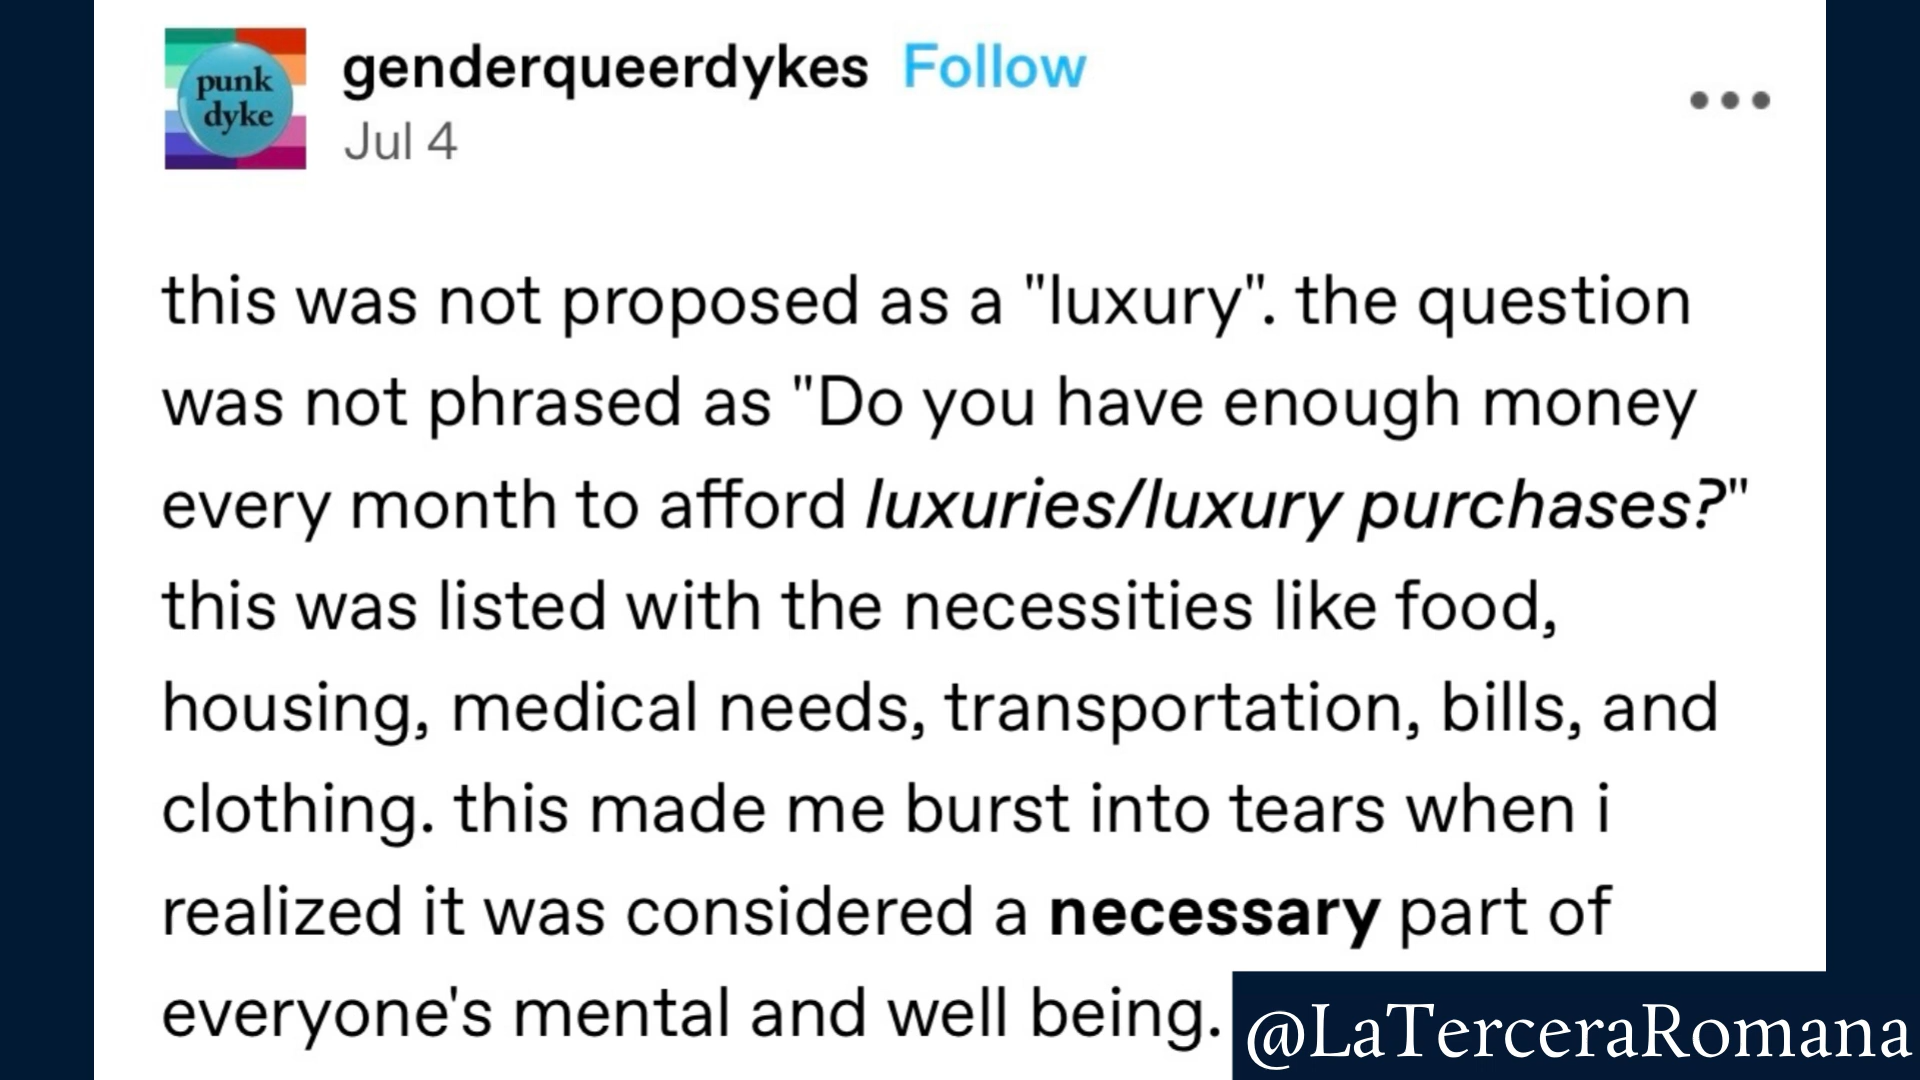 punk
dyke
genderqueerdykes Follow
Jul 4
this was not proposed as a "luxury". the question
was not phrased as "Do you have enough money
every month to afford luxuries/luxury purchases?"
this was listed with the necessities like food,
housing, medical needs, transportation, bills, and
clothing. this made me burst into tears when i
realized it was considered a necessary part of
everyone's mental and well being.
@LaTerceraRomana